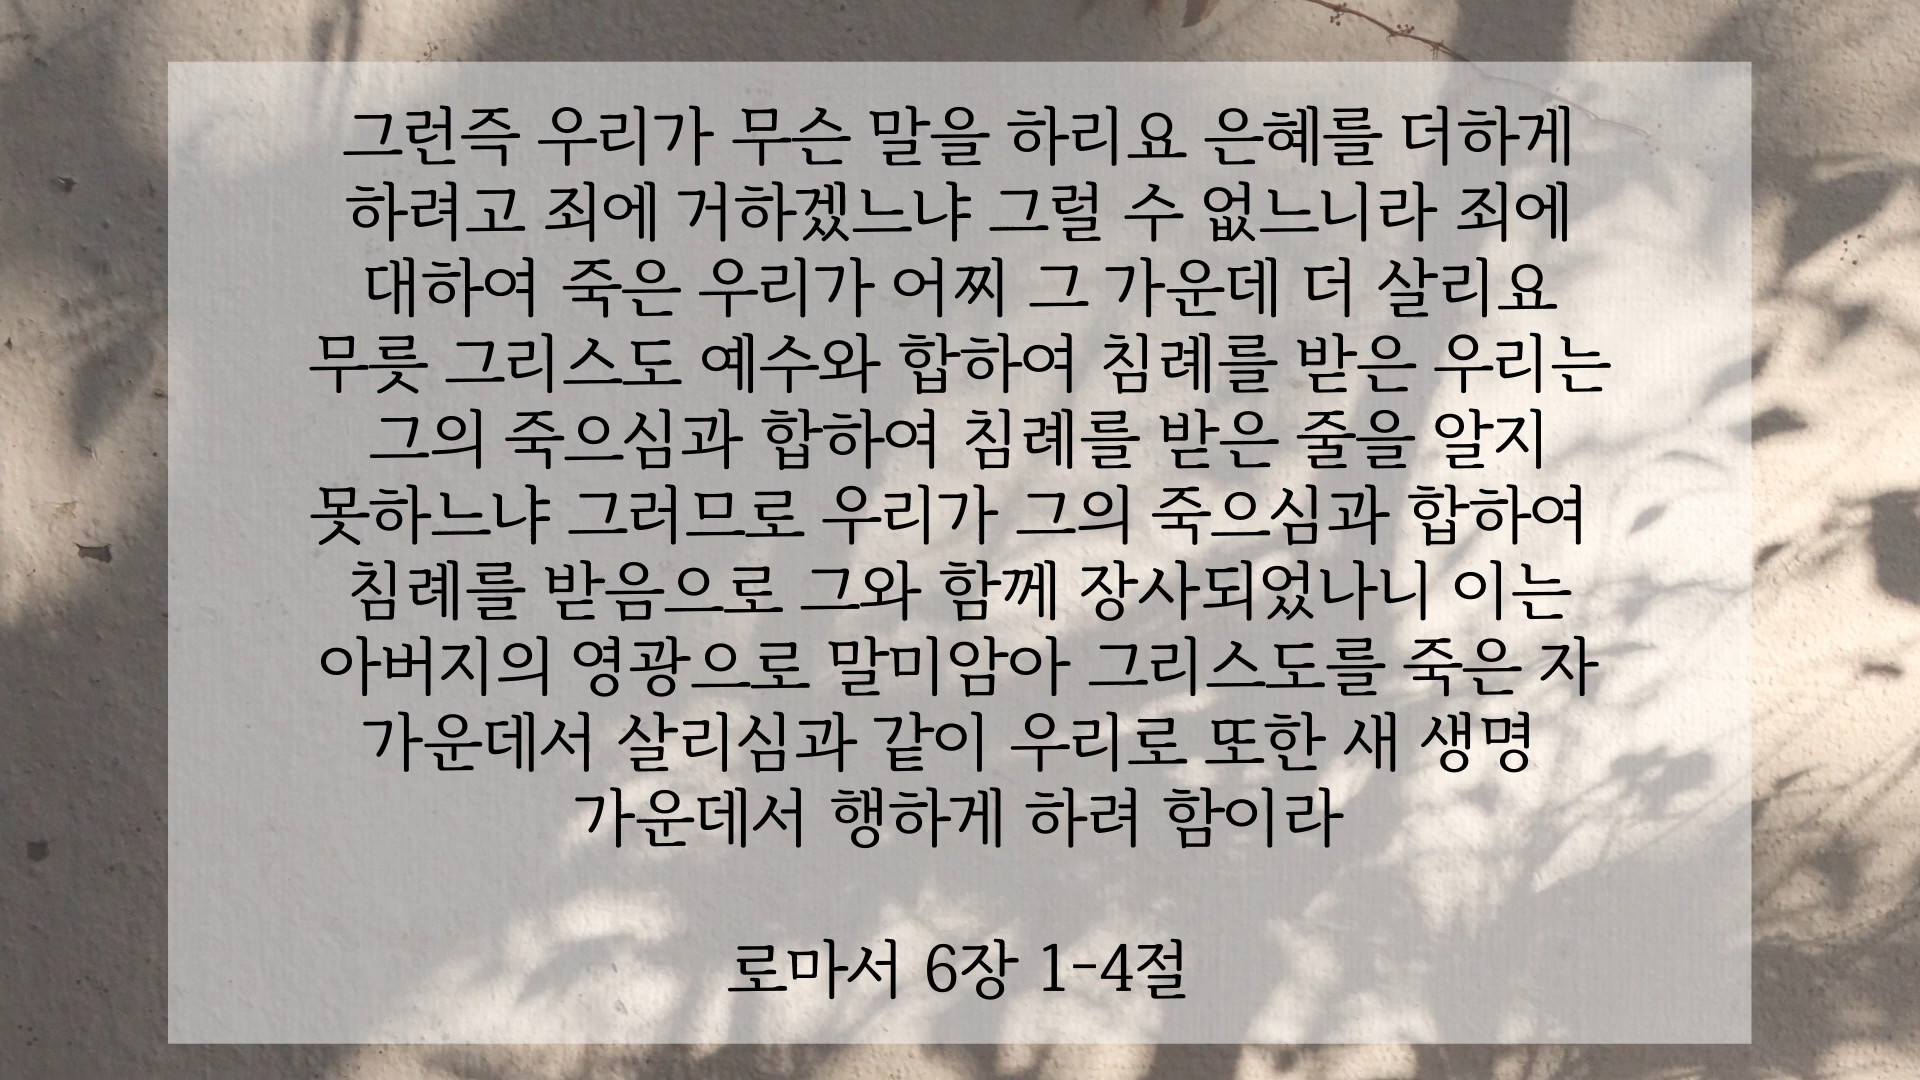 그런즉 우리가 무슨 말을 하리요 은혜를 더하게
하려고 죄에 거하겠느냐 그럴 수 없느니라 죄에
대하여 죽은 우리가 어찌 그 가운데 더 살리요
무릇 그리스도 예수와 합하여 침례를 받은 우리는
그의 죽으심과 합하여 침례를 받은 줄을 알지
못하느냐 그러므로 우리가 그의 죽으심과 합하여
침례를 받음으로 그와 함께 장사되었나니 이는
아버지의 영광으로 말미암아 그리스도를 죽은 자
가운데서 살리심과 같이 우리로 또한 새 생명
가운데서 행하게 하려 함이라
로마서 6장 1-4절